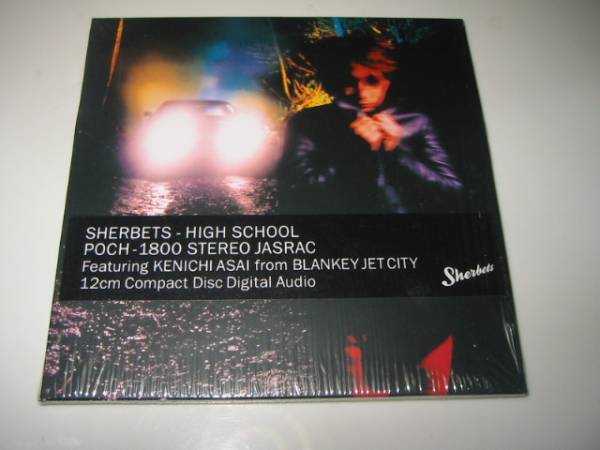 SHERBETS - HIGH SCHOOL
POCH-1800 STEREO JASRAC
Featuring KENICHI ASAI from BLANKEY JET CITY
12cm Compact Disc Digital Audio
Sherbets